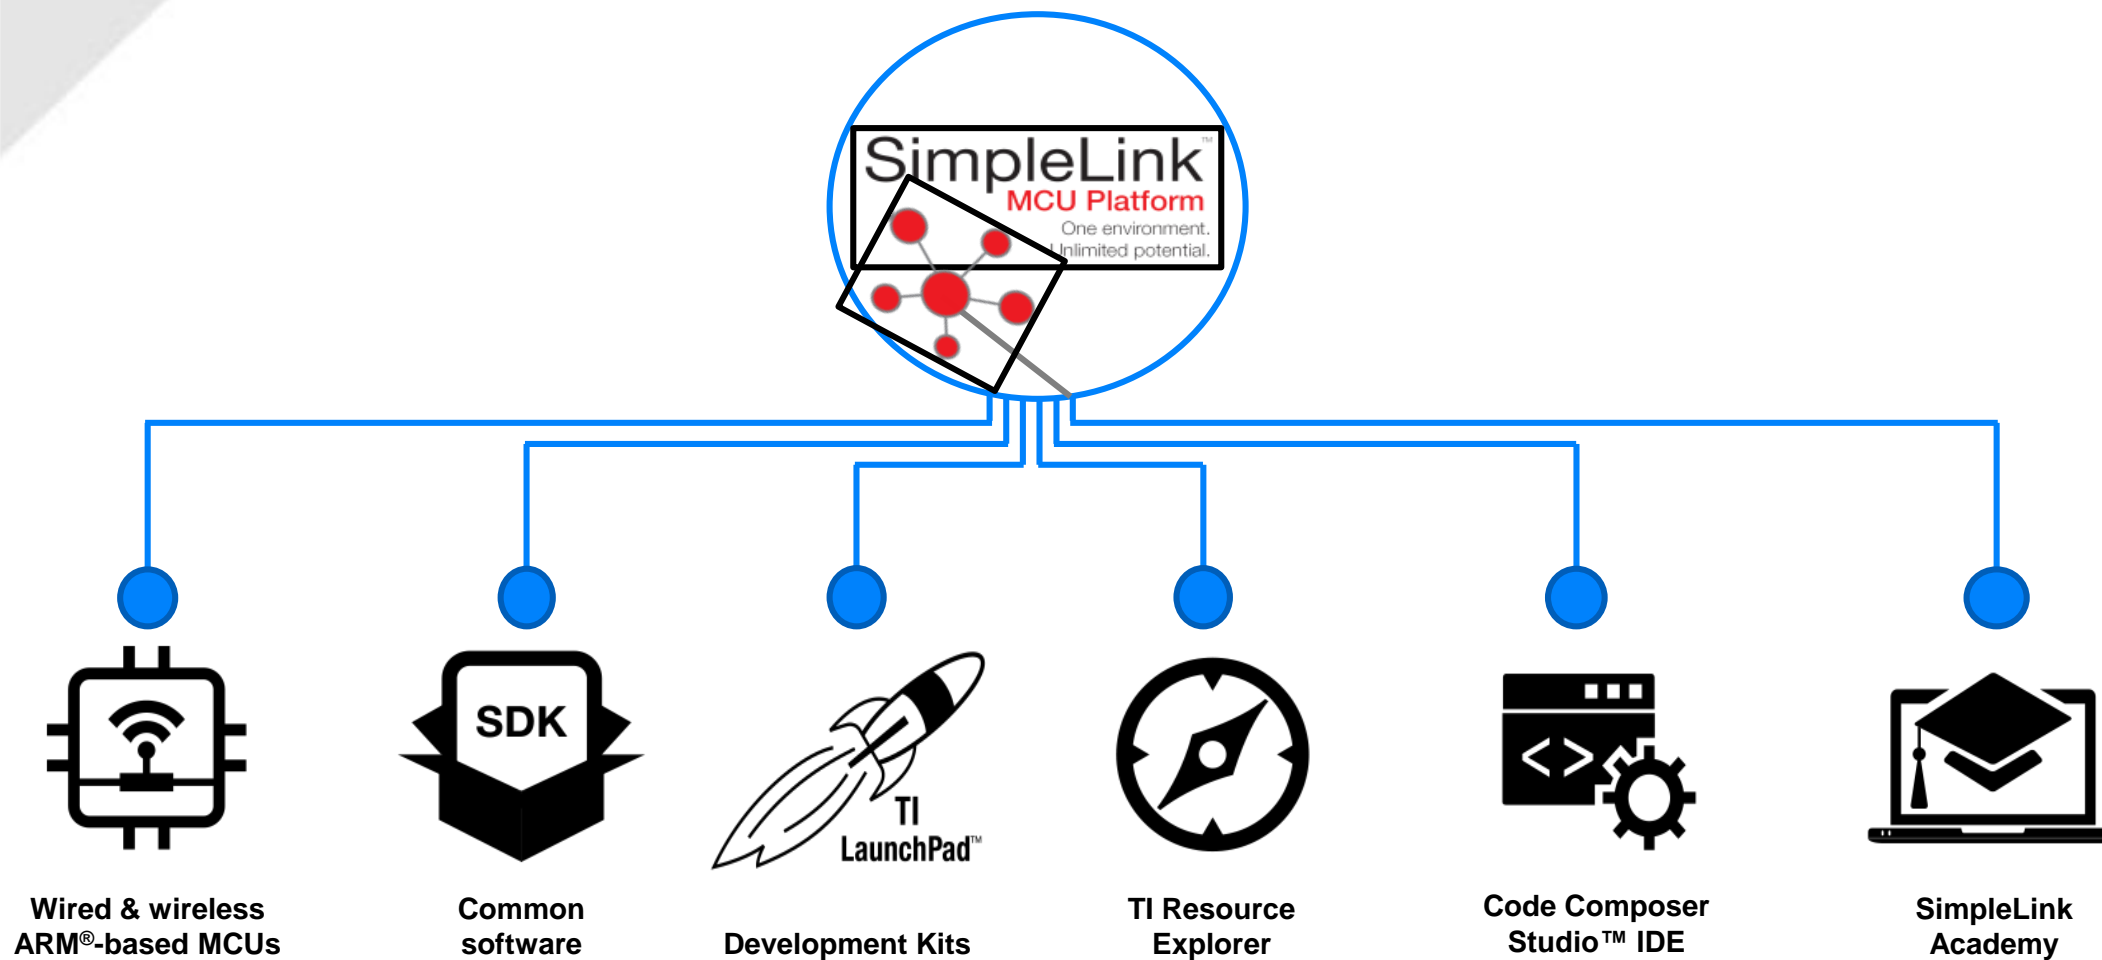 SimpleLink™
MCU Platform
One environment.
Unlimited potential.
SDK
TI
LaunchPad™
Wired & wireless
ARM®-based MCUs
Common
software
Development Kits
TI Resource
Explorer
Code Composer
Studio™ IDE
SimpleLink
Academy